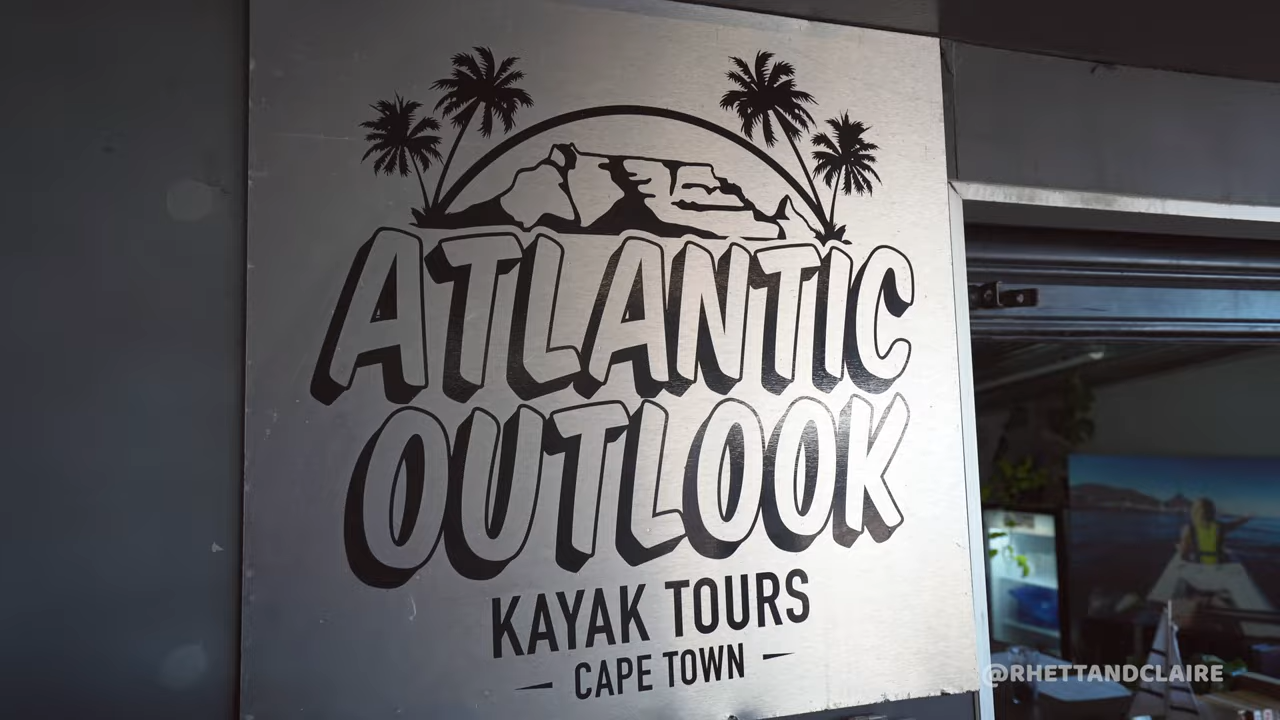 ATLANTIC
OUTLOOK
KAYAK TOURS
CAPE TOWN
@RHETTANDCLAIRE